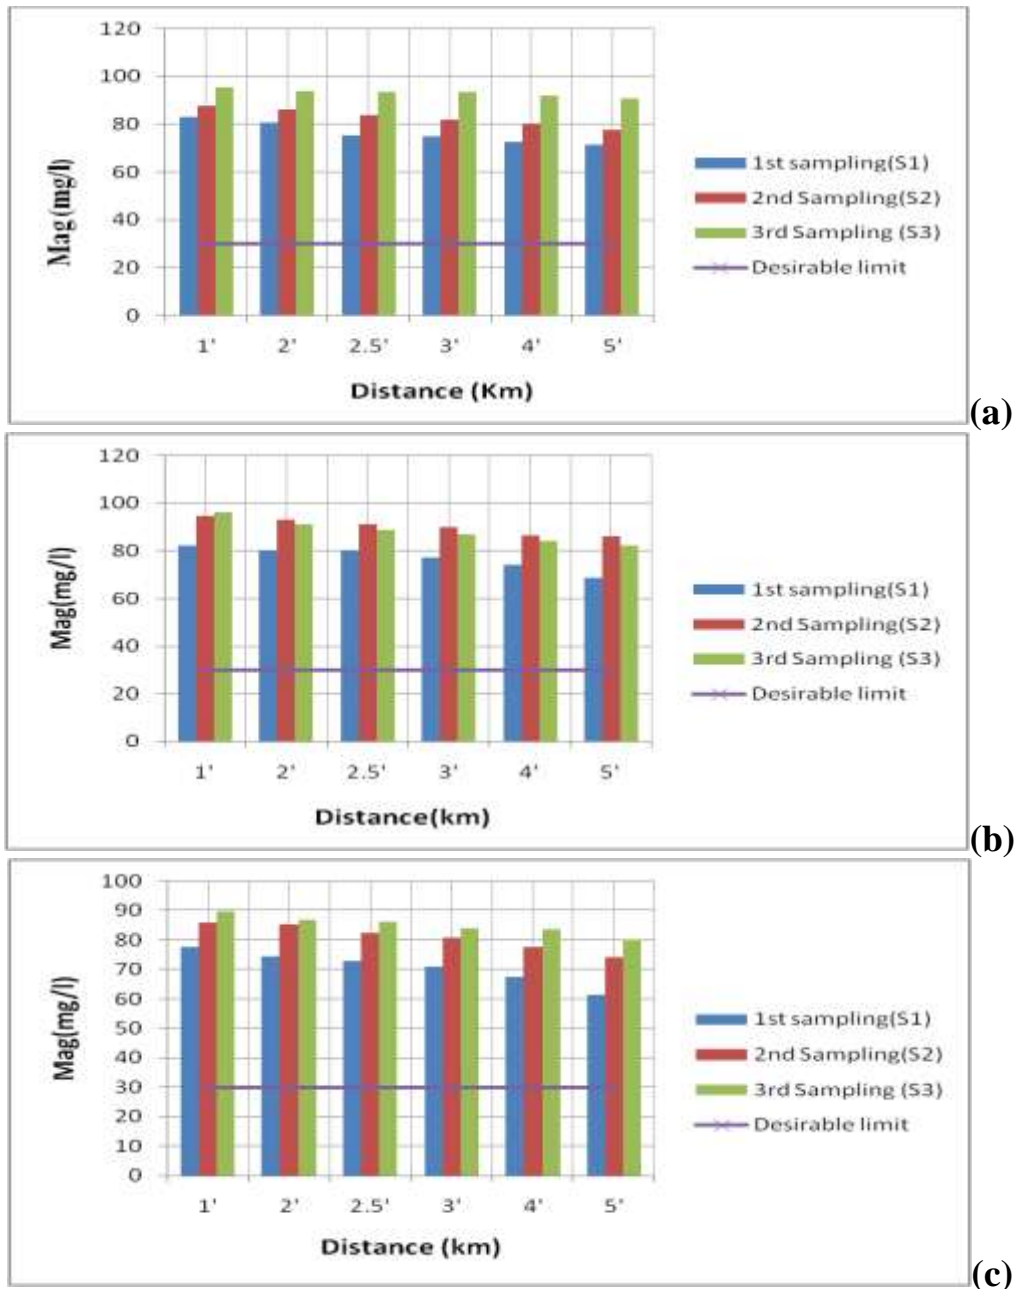 120
100
80
60
40
20
0
Mag (mg/l)
1' 2' 2.5' 3' 4' 5'
Distance (Km)
1st sampling(S1)
2nd Sampling(S2)
3rd Sampling (S3)
Desirable limit
(a)
120
100
80
60
40
20
0
Mag(mg/l)
1' 2' 2.5' 3' 4' 5'
Distance(km)
1st sampling(S1)
2nd Sampling(S2)
3rd Sampling (S3)
Desirable limit
(b)
100
90
80
70
60
50
40
30
20
10
0
Mag(mg/l)
1' 2' 2.5' 3' 4' 5'
Distance (km)
1st sampling(S1)
2nd Sampling(S2)
3rd Sampling (S3)
Desirable limit
(c)